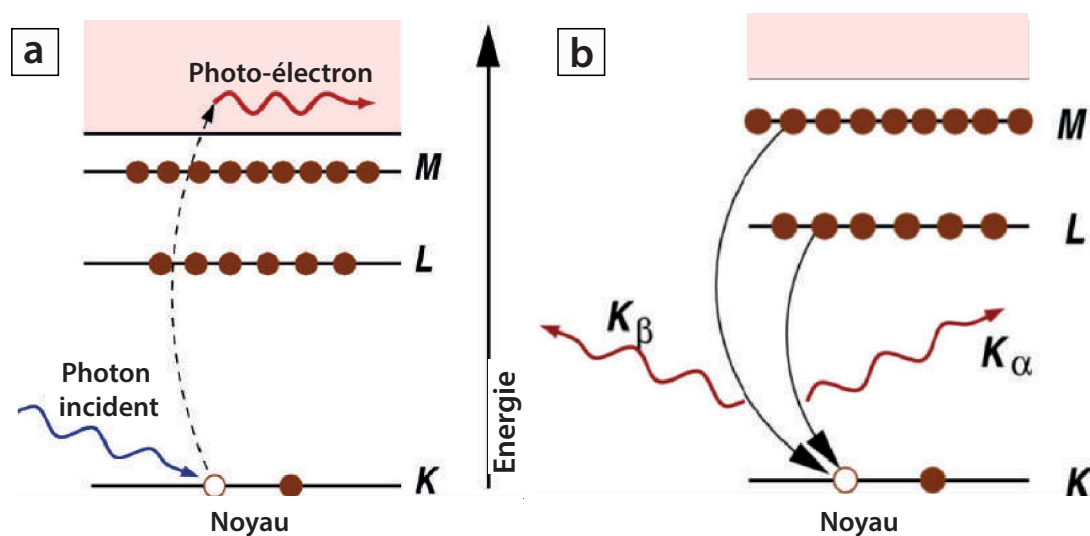 a
Photo-électron
M
L
Photon
incident
K
Noyau
Energie
b
M
L
Kβ
Kα
K
Noyau